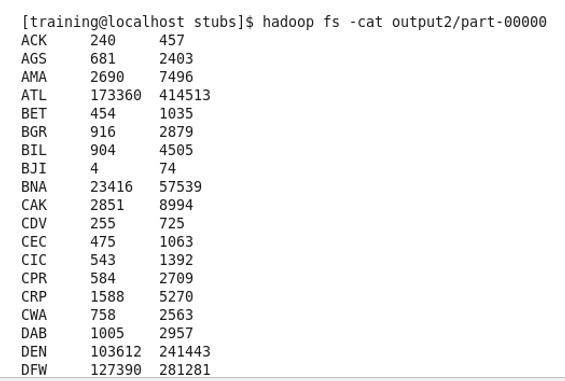 [training@localhost stubs]$ hadoop fs -cat output2/part-00000
ACK 240 457
AGS 681 2403
AMA 2690 7496
ATL 173360 414513
BET 454 1035
BGR 916 2879
BIL 904 4505
BJI 4 74
BNA 23416 57539
CAK 2851 8994
CDV 255 725
CEC 475 1063
CIC 543 1392
CPR 584 2709
CRP 1588 5270
CWA 758 2563
DAB 1005 2957
DEN 103612 241443
DFW 127390 281281